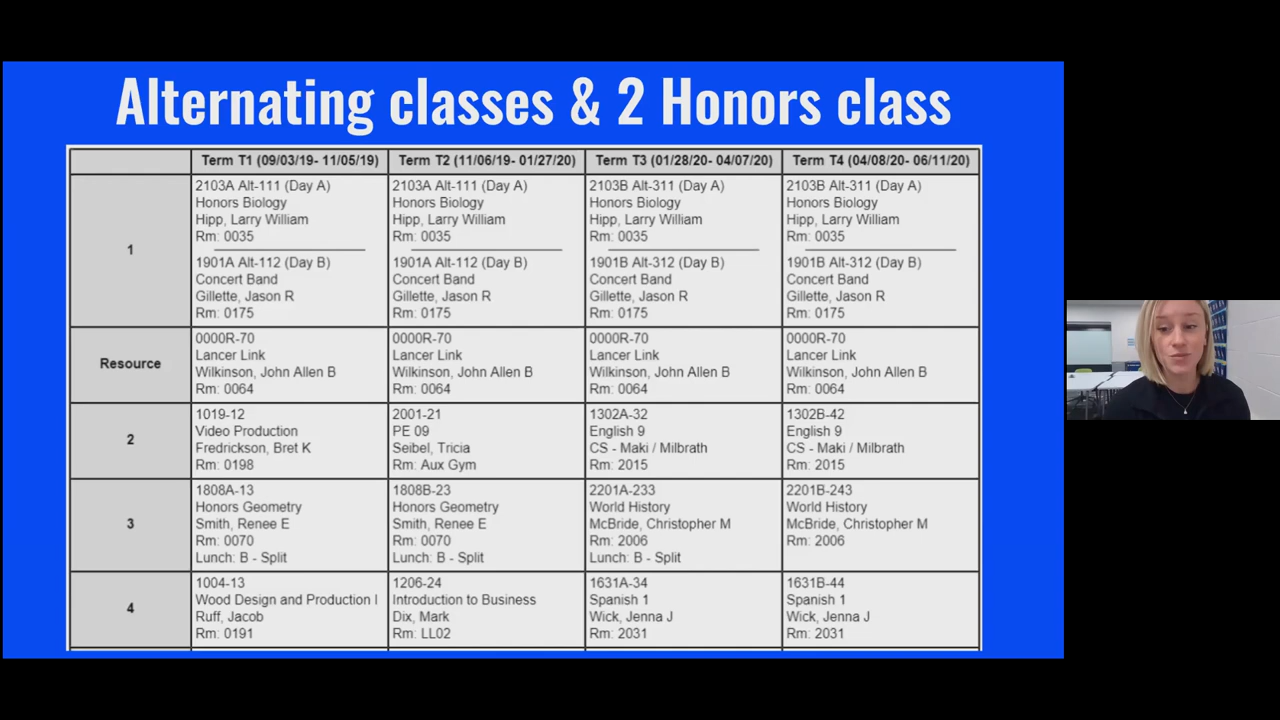 Alternating classes & 2 Honors class
Term T1 (09/03/19- 11/05/19) Term T2 (11/06/19- 01/27/20) Term T3 (01/28/20- 04/07/20) Term T4 (04/08/20- 06/11/20)
1
2103A Alt-111 (Day A) 2103A Alt-111 (Day A) 2103B Alt-311 (Day A) 2103B Alt-311 (Day A)
Honors Biology Honors Biology Honors Biology Honors Biology
Hipp, Larry William Hipp, Larry William Hipp, Larry William Hipp, Larry William
Rm: 0035 Rm: 0035 Rm: 0035 Rm: 0035
1901A Alt-112 (Day B) 1901A Alt-112 (Day B) 1901B Alt-312 (Day B) 1901B Alt-312 (Day B)
Concert Band Concert Band Concert Band Concert Band
Gillette, Jason R Gillette, Jason R Gillette, Jason R Gillette, Jason R
Rm: 0175 Rm: 0175 Rm: 0175 Rm: 0175
Resource
0000R-70 0000R-70 0000R-70 0000R-70
Lancer Link Lancer Link Lancer Link Lancer Link
Wilkinson, John Allen B Wilkinson, John Allen B Wilkinson, John Allen B Wilkinson, John Allen B
Rm: 0064 Rm: 0064 Rm: 0064 Rm: 0064
2
1019-12 2001-21 1302A-32 1302B-42
Video Production PE 09 English 9 English 9
Fredrickson, Bret K Seibel, Tricia CS - Maki / Milbrath CS - Maki / Milbrath
Rm: 0198 Rm: Aux Gym Rm: 2015 Rm: 2015
3
1808A-13 1808B-23 2201A-233 2201B-243
Honors Geometry Honors Geometry World History World History
Smith, Renee E Smith, Renee E McBride, Christopher M McBride, Christopher M
Rm: 0070 Rm: 0070 Rm: 2006 Rm: 2006
Lunch: B - Split Lunch: B - Split Lunch: B - Split
4
1004-13 1206-24 1631A-34 1631B-44
Wood Design and Production I Introduction to Business Spanish 1 Spanish 1
Ruff, Jacob Dix, Mark Wick, Jenna J Wick, Jenna J
Rm: 0191 Rm: LL02 Rm: 2031 Rm: 2031